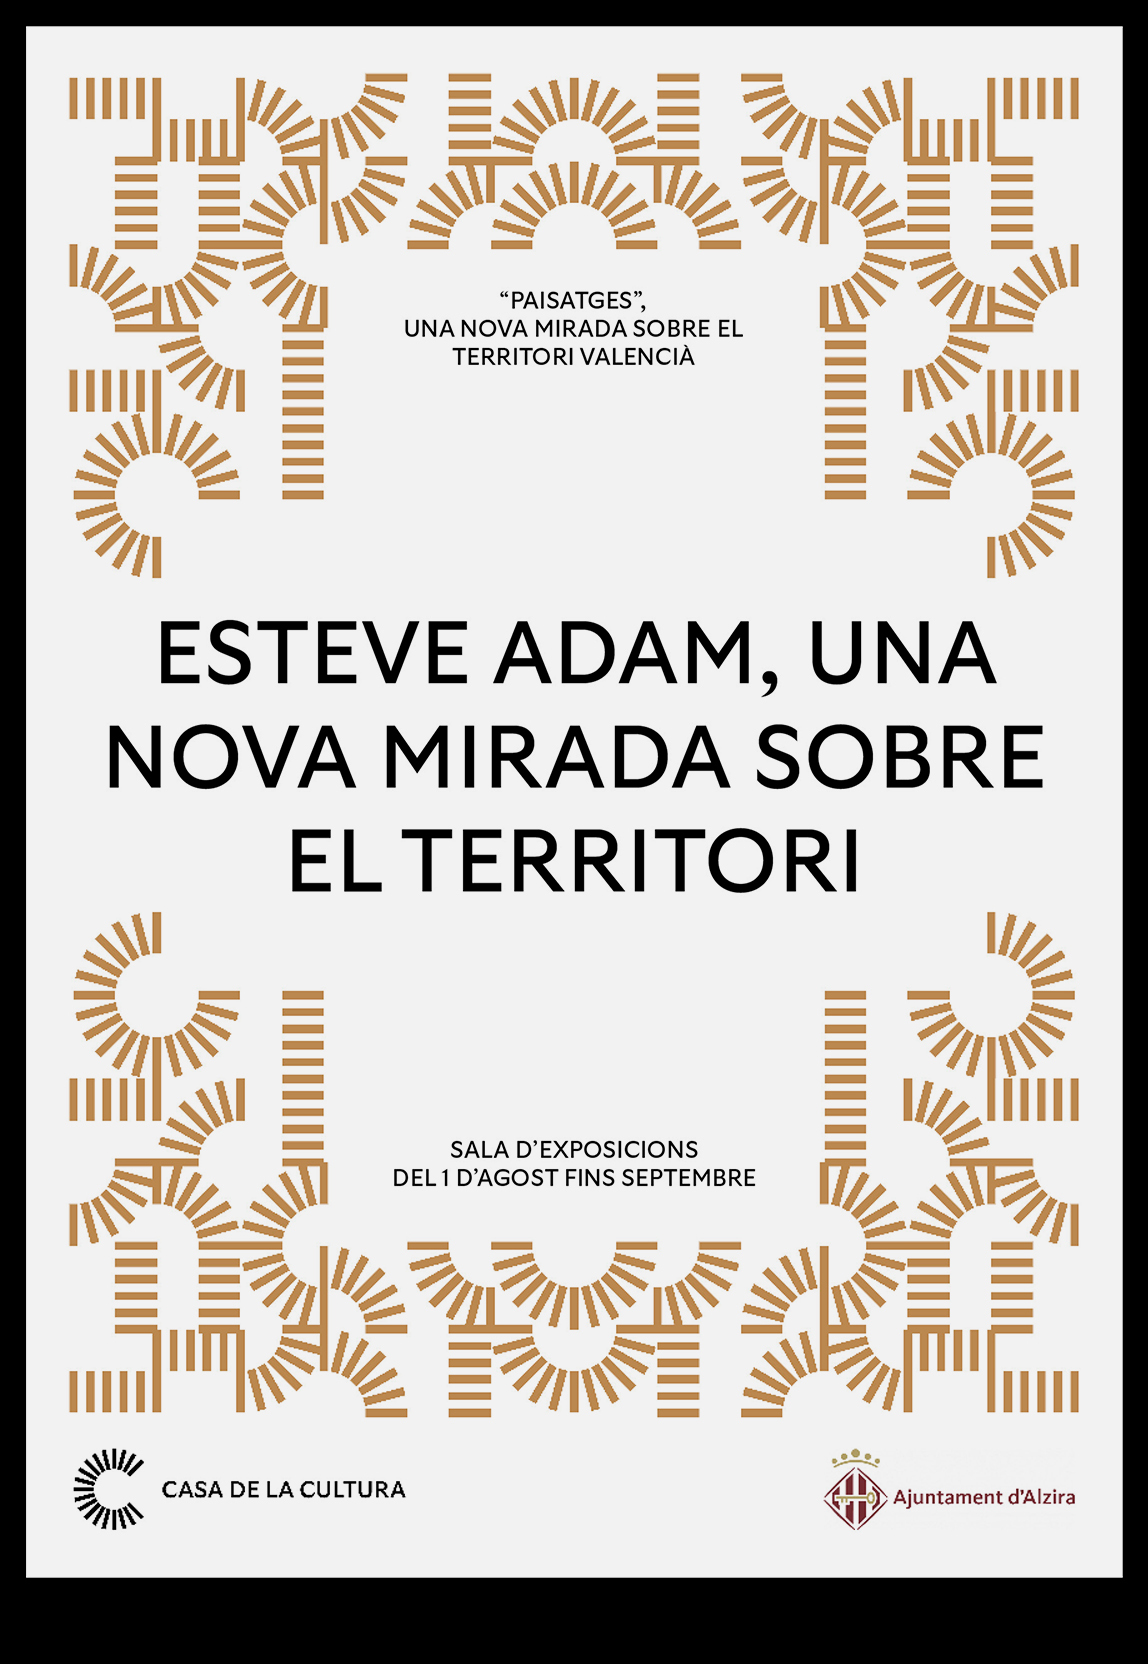 “PAISATGES”,
UNA NOVA MIRADA SOBRE EL
TERRITORI VALENCIÀ
ESTEVE ADAM, UNA
NOVA MIRADA SOBRE
EL TERRITORI
SALA D’EXPOSICIONS
DEL 1 D’AGOST FINS SEPTEMBRE
CASA DE LA CULTURA
Ajuntament d’Alzira